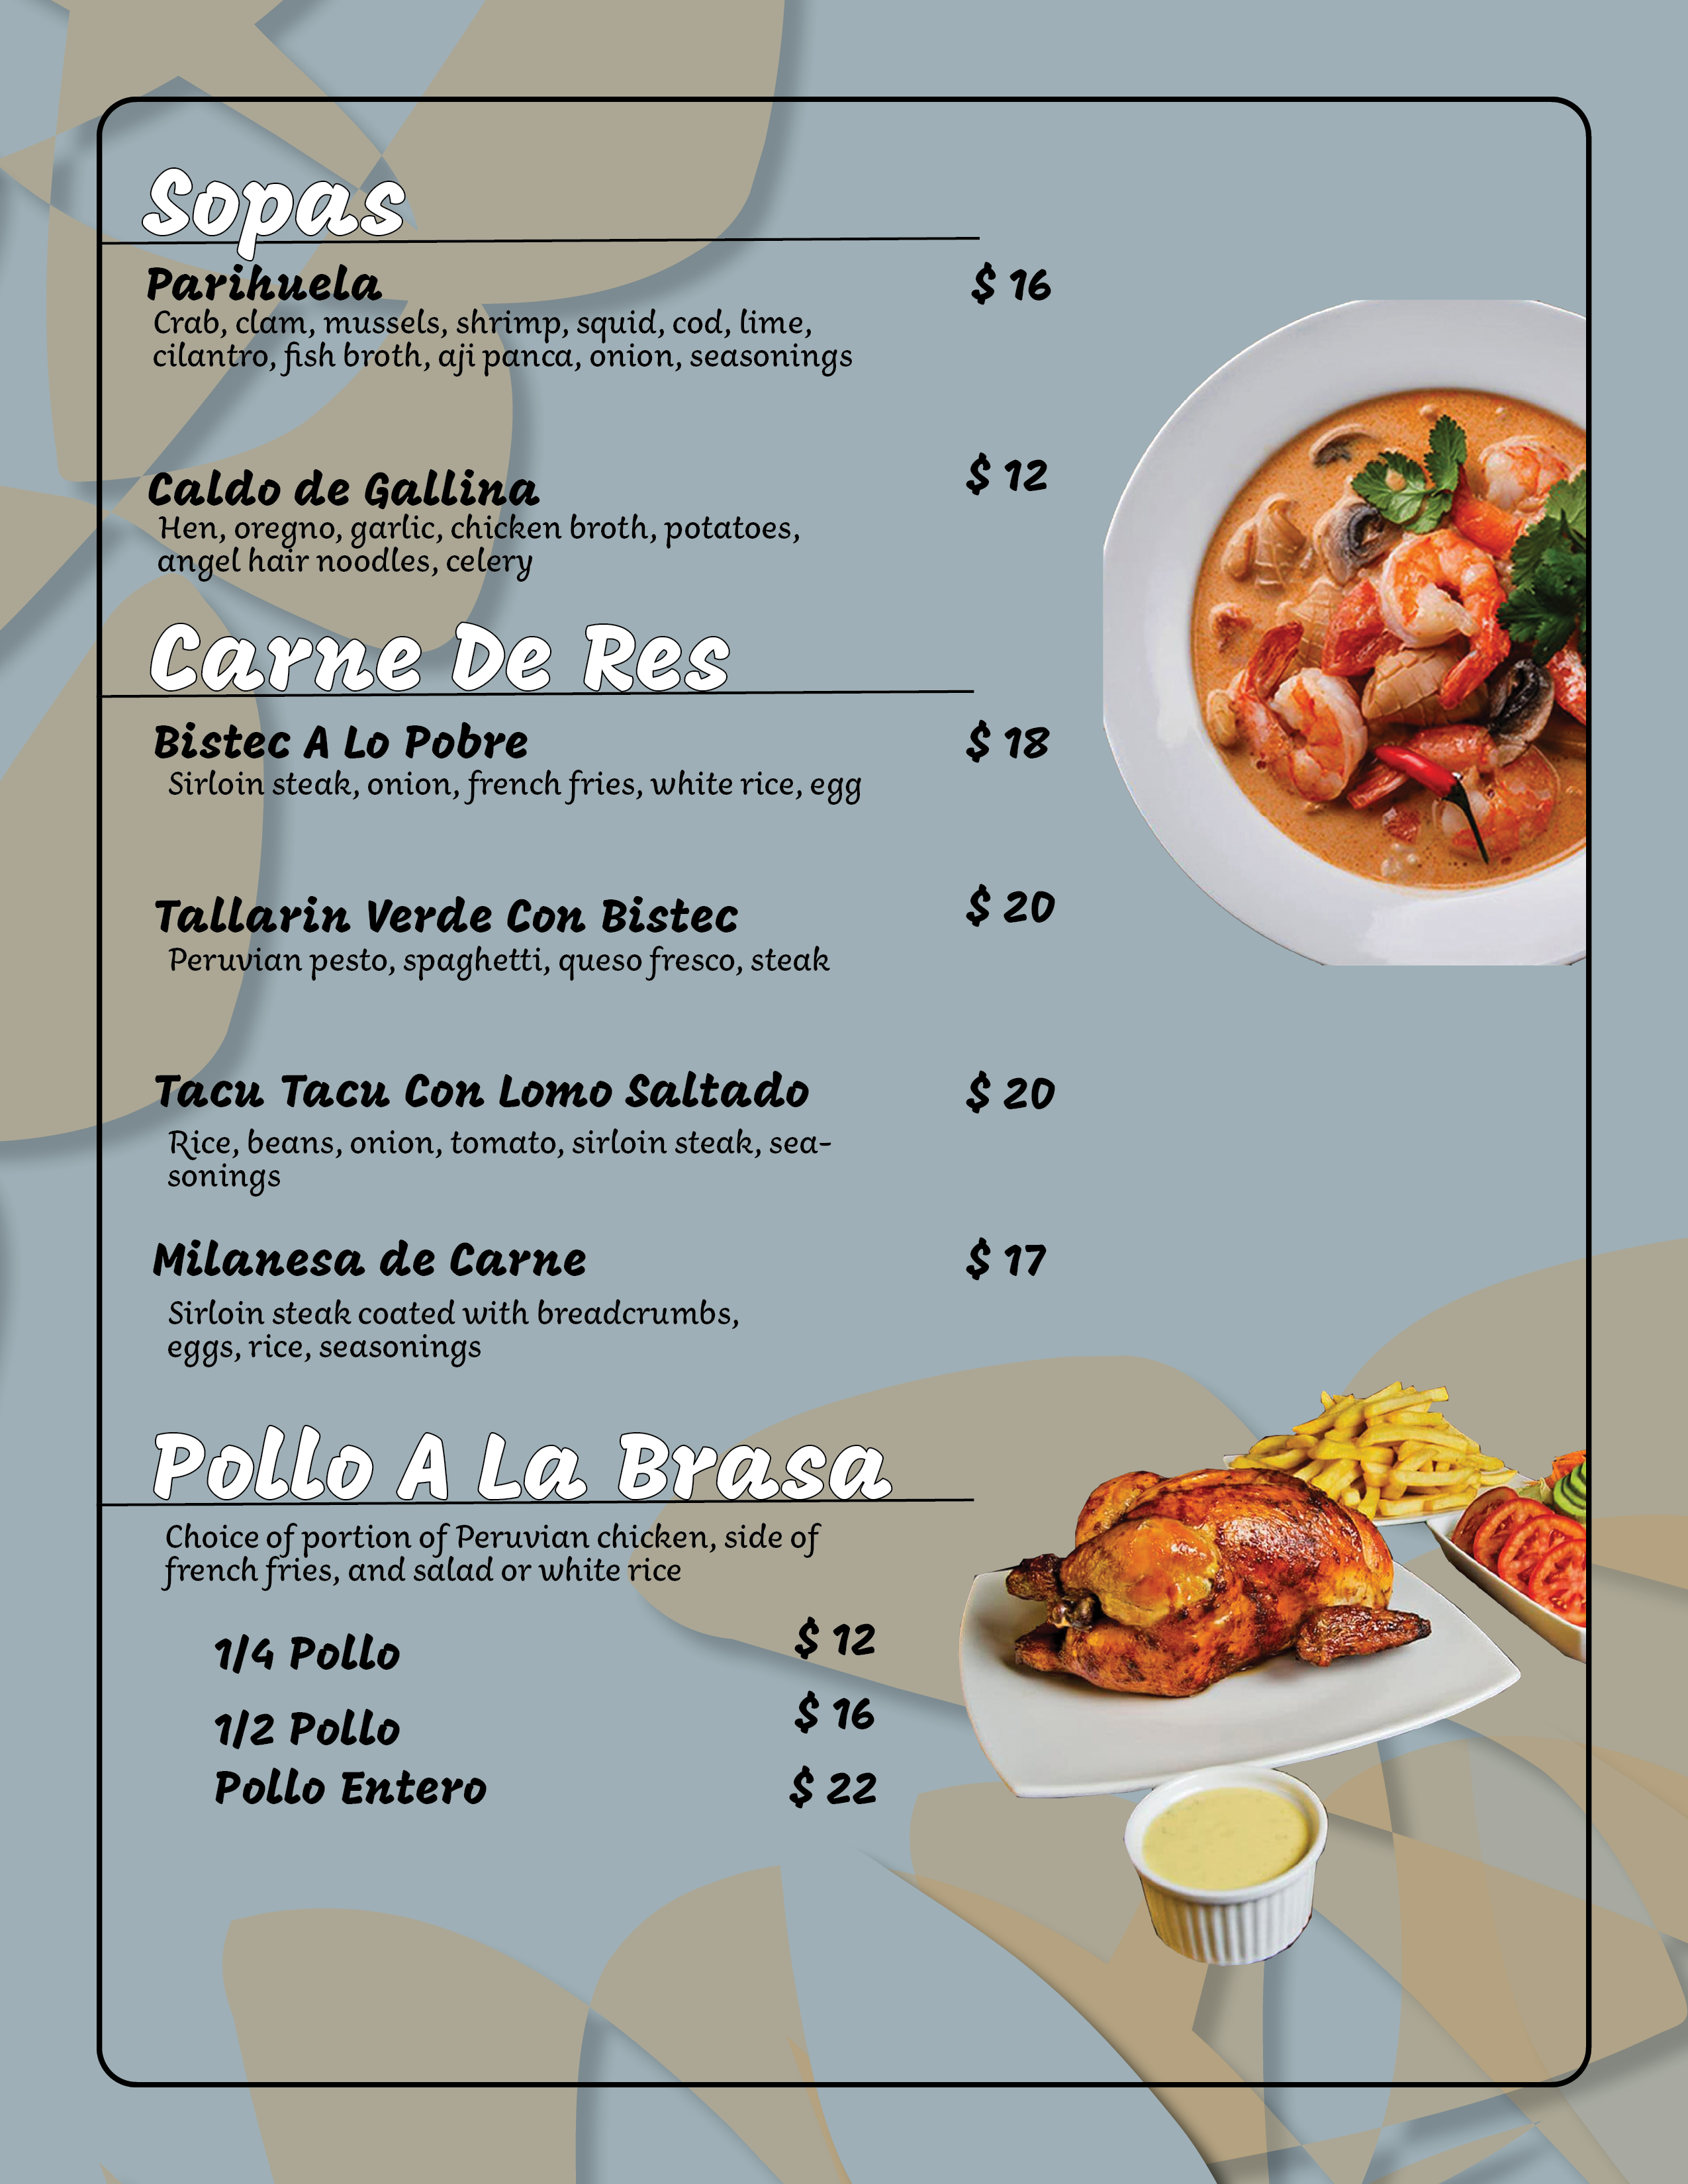 Sopas
Parihuela $ 16
Crab, clam, mussels, shrimp, squid, cod, lime,
cilantro, fish broth, aji panca, onion, seasonings
Caldo de Gallina $ 12
Hen, oregno, garlic, chicken broth, potatoes,
angel hair noodles, celery
Carne De Res
Bistec A Lo Pobre $ 18
Sirloin steak, onion, french fries, white rice, egg
Tallarin Verde Con Bistec $ 20
Peruvian pesto, spaghetti, queso fresco, steak
Tacu Tacu Con Lomo Saltado $ 20
Rice, beans, onion, tomato, sirloin steak, sea-
sonings
Milanesa de Carne $ 17
Sirloin steak coated with breadcrumbs,
eggs, rice, seasonings
Pollo A La Brasa
Choice of portion of Peruvian chicken, side of
french fries, and salad or white rice
1/4 Pollo $ 12
1/2 Pollo $ 16
Pollo Entero $ 22